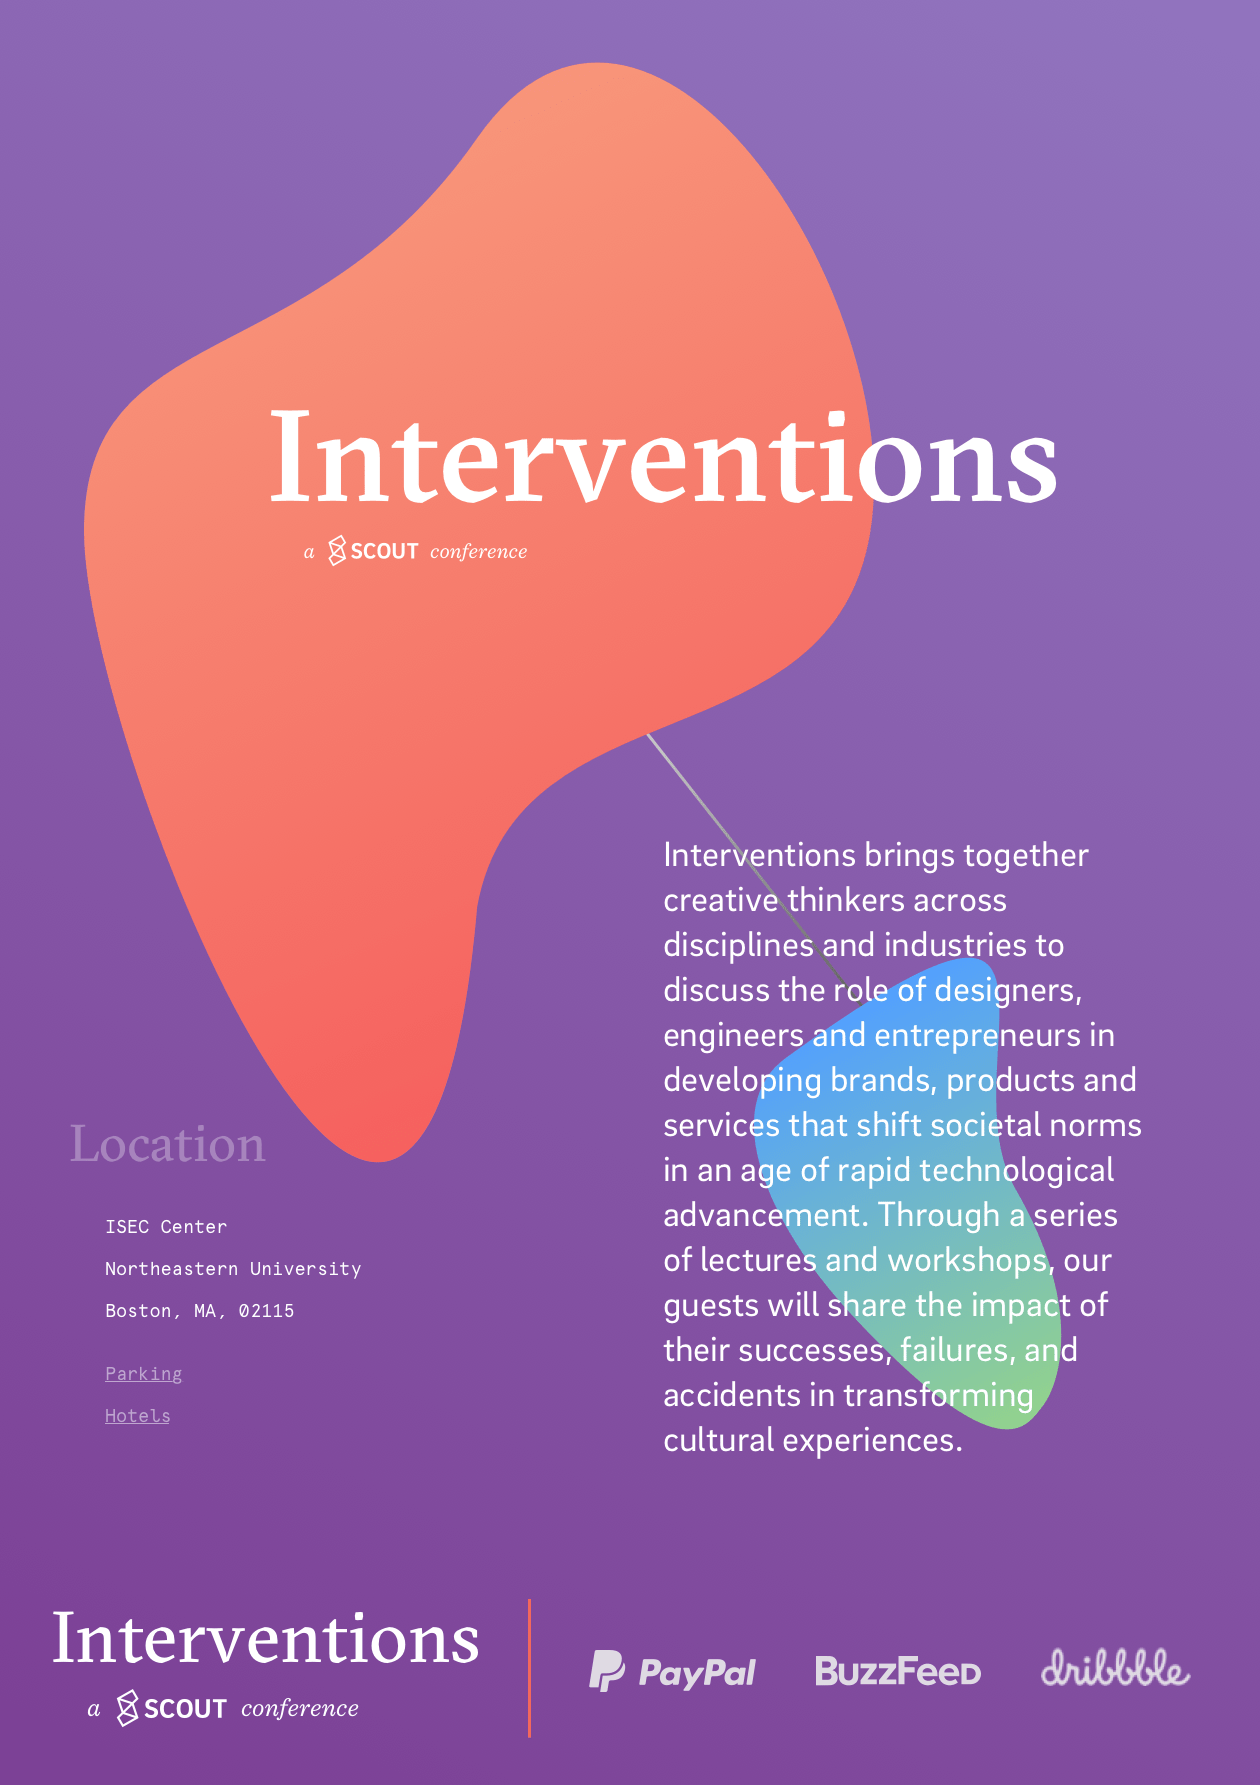 Interventions
a SCOUT conference
Interventions brings together
creative thinkers across
disciplines and industries to
discuss the role of designers,
engineers and entrepreneurs in
developing brands, products and
services that shift societal norms
in an age of rapid technological
advancement. Through a series
of lectures and workshops, our
guests will share the impact of
their successes, failures, and
accidents in transforming
cultural experiences.
Location
ISEC Center
Northeastern University
Boston, MA, 02115
Parking
Hotels
Interventions
a SCOUT conference
PayPal BuzzFeed dribbble